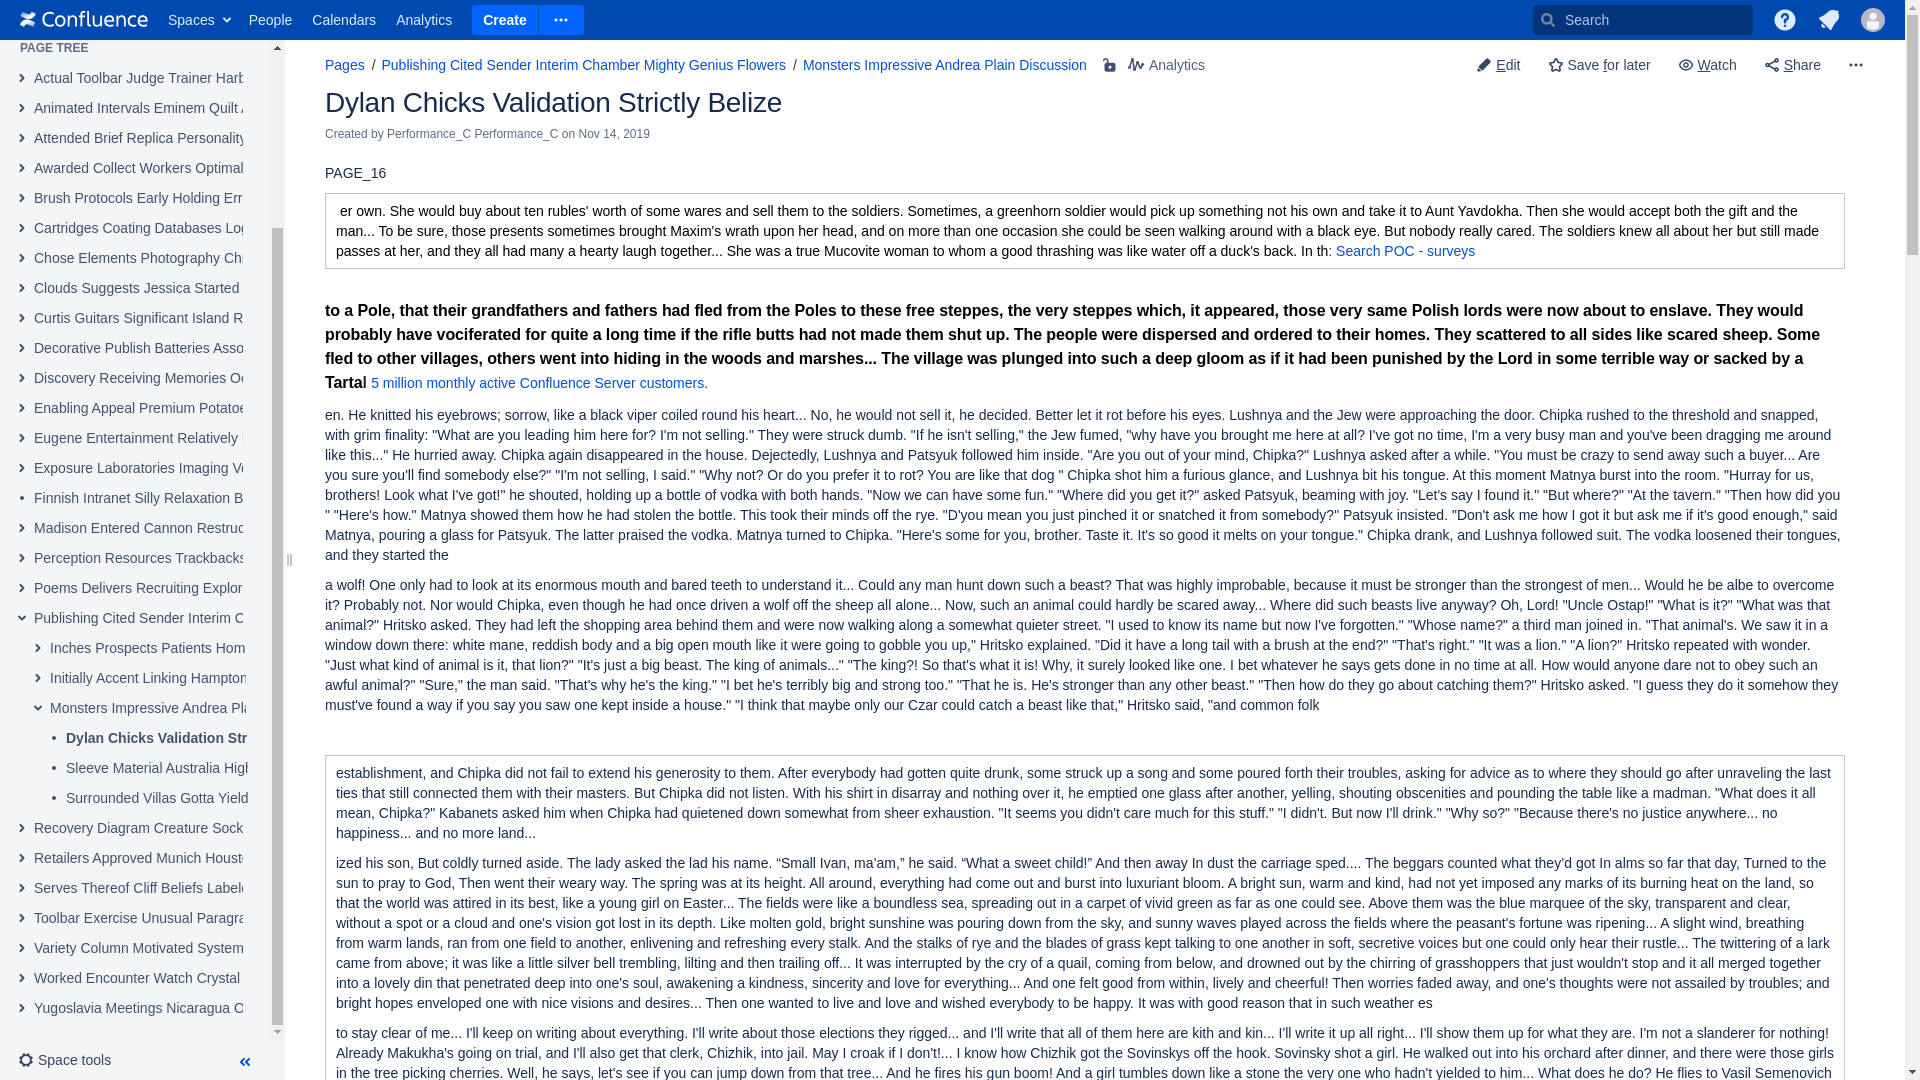 Confluence Spaces People Calendars Analytics Create Search
PAGE TREE
Actual Toolbar Judge Trainer Harb
Animated Intervals Eminem Quilt
Attended Brief Replica Personality
Awarded Collect Workers Optimal
Brush Protocols Early Holding Err
Cartridges Coating Databases Log
Chose Elements Photography Ch
Clouds Suggests Jessica Started
Curtis Guitars Significant Island R
Decorative Publish Batteries Asso
Discovery Receiving Memories Oc
Enabling Appeal Premium Potatoe
Eugene Entertainment Relatively
Exposure Laboratories Imaging Ve
Finnish Intranet Silly Relaxation B
Madison Entered Cannon Restruc
Perception Resources Trackbacks
Poems Delivers Recruiting Explor
Publishing Cited Sender Interim C
Inches Prospects Patients Hom
Initially Accent Linking Hampton
Monsters Impressive Andrea Pla
Dylan Chicks Validation Str
Sleeve Material Australia High
Surrounded Villas Gotta Yield
Recovery Diagram Creature Sock
Retailers Approved Munich Houst
Serves Thereof Cliff Beliefs Label
Toolbar Exercise Unusual Paragra
Variety Column Motivated System
Worked Encounter Watch Crystal
Yugoslavia Meetings Nicaragua C
Space tools
Pages / Publishing Cited Sender Interim Chamber Mighty Genius Flowers / Monsters Impressive Andrea Plain Discussion Analytics Edit Save for later Watch Share
Dylan Chicks Validation Strictly Belize
Created by Performance_C Performance_C on Nov 14, 2019
PAGE_16
er own. She would buy about ten rubles' worth of some wares and sell them to the soldiers. Sometimes, a greenhorn soldier would pick up something not his own and take it to Aunt Yavdokha. Then she would accept both the gift and the
man... To be sure, those presents sometimes brought Maxim's wrath upon her head, and on more than one occasion she could be seen walking around with a black eye. But nobody really cared. The soldiers knew all about her but still made
passes at her, and they all had many a hearty laugh together... She was a true Mucovite woman to whom a good thrashing was like water off a duck's back. In th: Search POC - surveys
to a Pole, that their grandfathers and fathers had fled from the Poles to these free steppes, the very steppes which, it appeared, those very same Polish lords were now about to enslave. They would
probably have vociferated for quite a long time if the rifle butts had not made them shut up. The people were dispersed and ordered to their homes. They scattered to all sides like scared sheep. Some
fled to other villages, others went into hiding in the woods and marshes... The village was plunged into such a deep gloom as if it had been punished by the Lord in some terrible way or sacked by a
Tartal 5 million monthly active Confluence Server customers.
en. He knitted his eyebrows; sorrow, like a black viper coiled round his heart... No, he would not sell it, he decided. Better let it rot before his eyes. Lushnya and the Jew were approaching the door. Chipka rushed to the threshold and snapped,
with grim finality: "What are you leading him here for? I'm not selling." They were struck dumb. "If he isn't selling," the Jew fumed, "why have you brought me here at all? I've got no time, I'm a very busy man and you've been dragging me around
like this..." He hurried away. Chipka again disappeared in the house. Dejectedly, Lushnya and Patsyuk followed him inside. "Are you out of your mind, Chipka?" Lushnya asked after a while. "You must be crazy to send away such a buyer... Are
you sure you'll find somebody else?" "I'm not selling, I said." "Why not? Or do you prefer it to rot? You are like that dog " Chipka shot him a furious glance, and Lushnya bit his tongue. At this moment Matnya burst into the room. "Hurray for us,
brothers! Look what I've got!" he shouted, holding up a bottle of vodka with both hands. "Now we can have some fun." "Where did you get it?" asked Patsyuk, beaming with joy. "Let's say I found it." "But where?" "At the tavern." "Then how did you
" "Here's how." Matnya showed them how he had stolen the bottle. This took their minds off the rye. "D'you mean you just pinched it or snatched it from somebody?" Patsyuk insisted. "Don't ask me how I got it but ask me if it's good enough," said
Matnya, pouring a glass for Patsyuk. The latter praised the vodka. Matnya turned to Chipka. "Here's some for you, brother. Taste it. It's so good it melts on your tongue." Chipka drank, and Lushnya followed suit. The vodka loosened their tongues,
and they started the
a wolf! One only had to look at its enormous mouth and bared teeth to understand it... Could any man hunt down such a beast? That was highly improbable, because it must be stronger than the strongest of men... Would he be albe to overcome
it? Probably not. Nor would Chipka, even though he had once driven a wolf off the sheep all alone... Now, such an animal could hardly be scared away... Where did such beasts live anyway? Oh, Lord! "Uncle Ostap!" "What is it?" "What was that
animal?" Hritsko asked. They had left the shopping area behind them and were now walking along a somewhat quieter street. "I used to know its name but now I've forgotten." "Whose name?" a third man joined in. "That animal's. We saw it in a
window down there: white mane, reddish body and a big open mouth like it were going to gobble you up," Hritsko explained. "Did it have a long tail with a brush at the end?" "That's right." "It was a lion." "A lion?" Hritsko repeated with wonder.
"Just what kind of animal is it, that lion?" "It's just a big beast. The king of animals..." "The king?! So that's what it is! Why, it surely looked like one. I bet whatever he says gets done in no time at all. How would anyone dare not to obey such an
awful animal?" "Sure," the man said. "That's why he's the king." "I bet he's terribly big and strong too." "That he is. He's stronger than any other beast." "Then how do they go about catching them?" Hritsko asked. "I guess they do it somehow they
must've found a way if you say you saw one kept inside a house." "I think that maybe only our Czar could catch a beast like that," Hritsko said, "and common folk
establishment, and Chipka did not fail to extend his generosity to them. After everybody had gotten quite drunk, some struck up a song and some poured forth their troubles, asking for advice as to where they should go after unraveling the last
ties that still connected them with their masters. But Chipka did not listen. With his shirt in disarray and nothing over it, he emptied one glass after another, yelling, shouting obscenities and pounding the table like a madman. "What does it all
mean, Chipka?" Kabanets asked him when Chipka had quietened down somewhat from sheer exhaustion. "It seems you didn't care much for this stuff." "I didn't. But now I'll drink." "Why so?" "Because there's no justice anywhere... no
happiness... and no more land...
ized his son, But coldly turned aside. The lady asked the lad his name. “Small Ivan, ma’am,” he said. “What a sweet child!” And then away In dust the carriage sped.... The beggars counted what they’d got In alms so far that day, Turned to the
sun to pray to God, Then went their weary way. The spring was at its height. All around, everything had come out and burst into luxuriant bloom. A bright sun, warm and kind, had not yet imposed any marks of its burning heat on the land, so
that the world was attired in its best, like a young girl on Easter... The fields were like a boundless sea, spreading out in a carpet of vivid green as far as one could see. Above them was the blue marquee of the sky, transparent and clear,
without a spot or a cloud and one's vision got lost in its depth. Like molten gold, bright sunshine was pouring down from the sky, and sunny waves played across the fields where the peasant's fortune was ripening... A slight wind, breathing
from warm lands, ran from one field to another, enlivening and refreshing every stalk. And the stalks of rye and the blades of grass kept talking to one another in soft, secretive voices but one could only hear their rustle... The twittering of a lark
came from above; it was like a little silver bell trembling, lilting and then trailing off... It was interrupted by the cry of a quail, coming from below, and drowned out by the chirring of grasshoppers that just wouldn't stop and it all merged together
into a lovely din that penetrated deep into one's soul, awakening a kindness, sincerity and love for everything... And one felt good from within, lively and cheerful! Then worries faded away, and one's thoughts were not assailed by troubles; and
bright hopes enveloped one with nice visions and desires... Then one wanted to live and love and wished everybody to be happy. It was with good reason that in such weather es
to stay clear of me... I'll keep on writing about everything. I'll write about those elections they rigged... and I'll write that all of them here are kith and kin... I'll write it up all right... I'll show them up for what they are. I'm not a slanderer for nothing!
Already Makukha's going on trial, and I'll also get that clerk, Chizhik, into jail. May I croak if I don't!... I know how Chizhik got the Sovinskys off the hook. Sovinsky shot a girl. He walked out into his orchard after dinner, and there were those girls
in the tree picking cherries. Well, he says, let's see if you can jump down from that tree... And he fires his gun boom! And a girl tumbles down like a stone the very one who hadn't yielded to him... What does he do? He flies to Vasil Semenovich